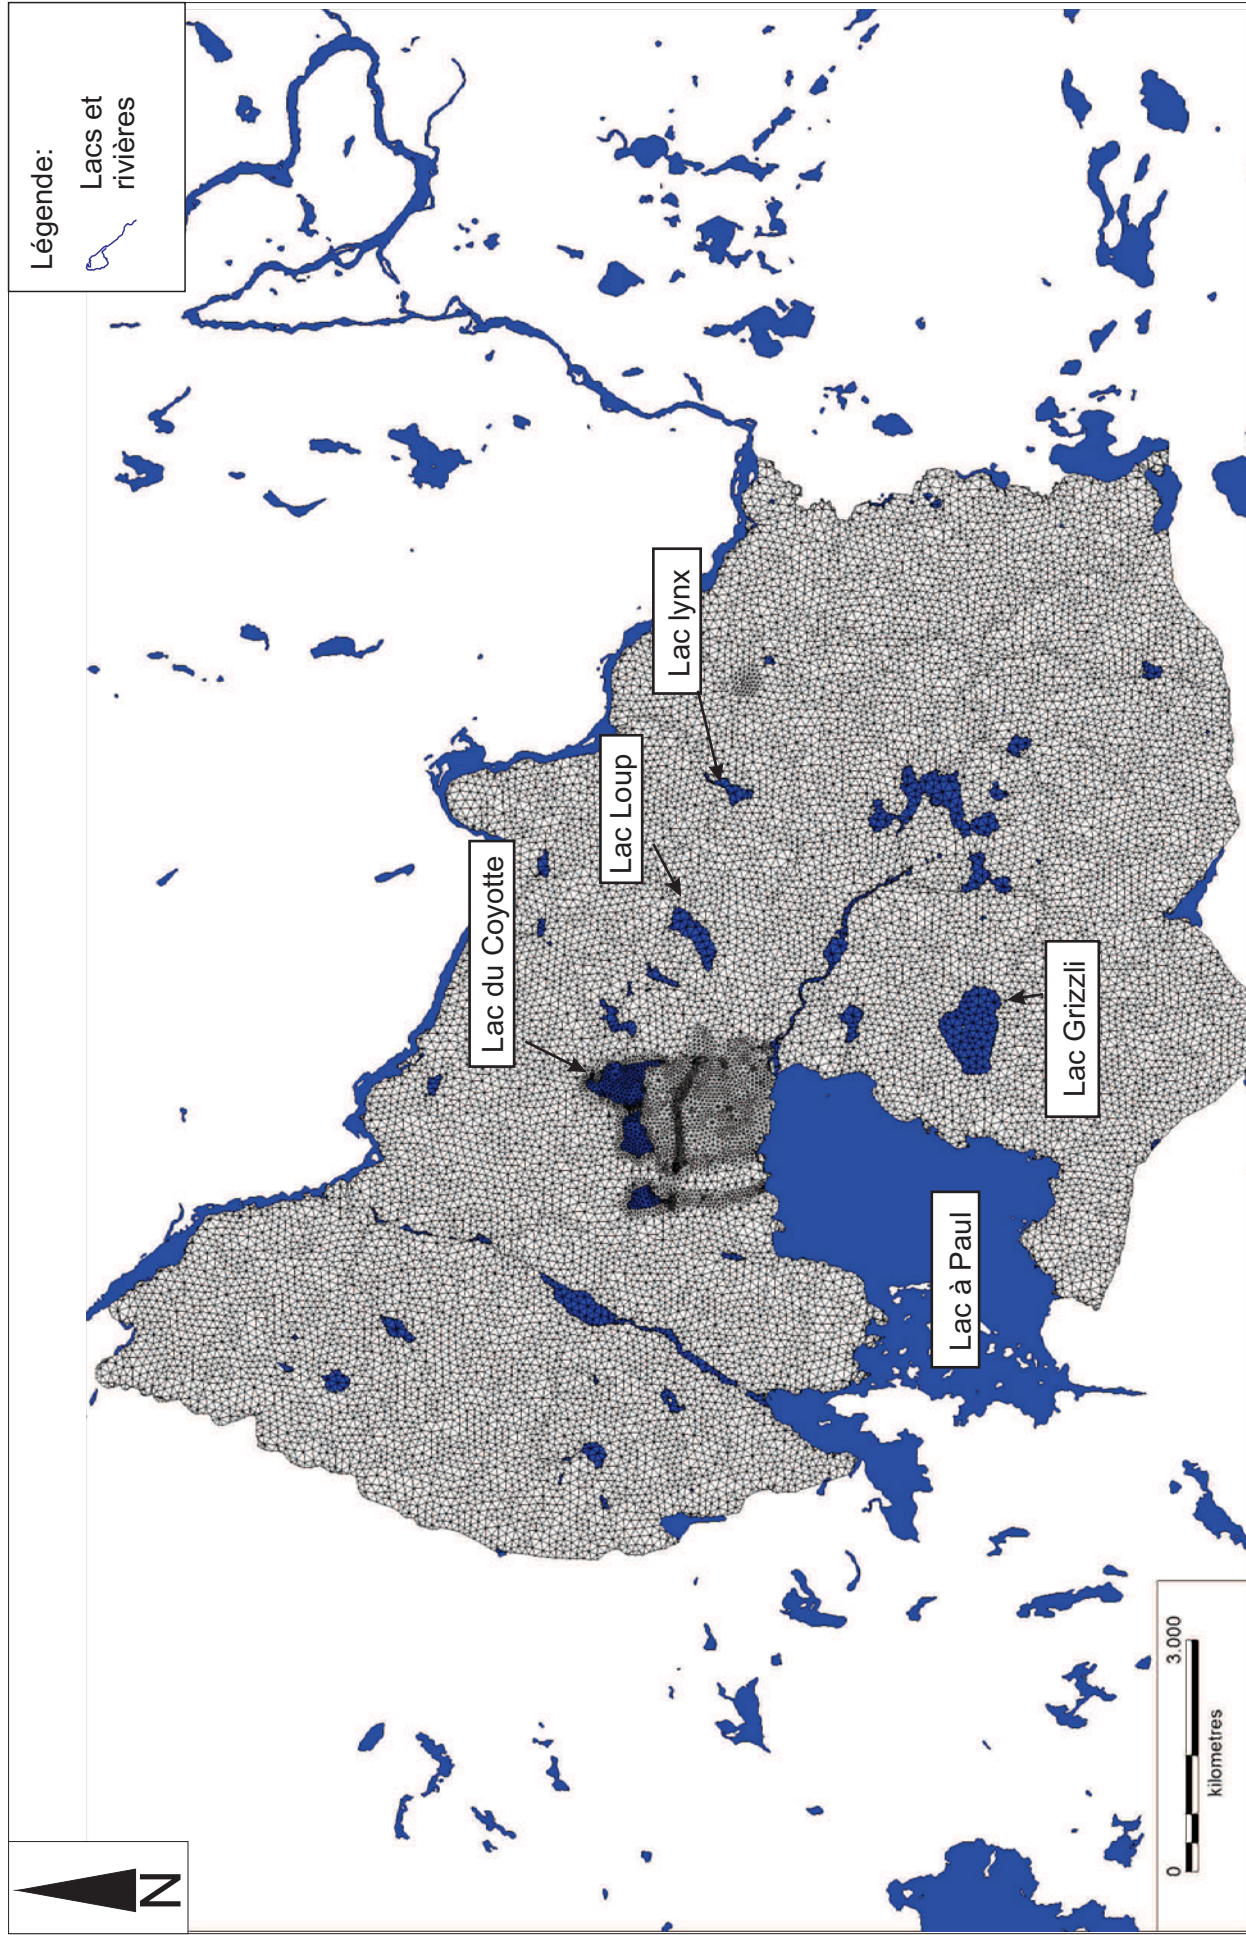 Légende:
Lacs et
rivières
Lac du Coyotte
Lac Loup
Lac lynx
Lac à Paul
Lac Grizzli
N
0
3.000
kilometres